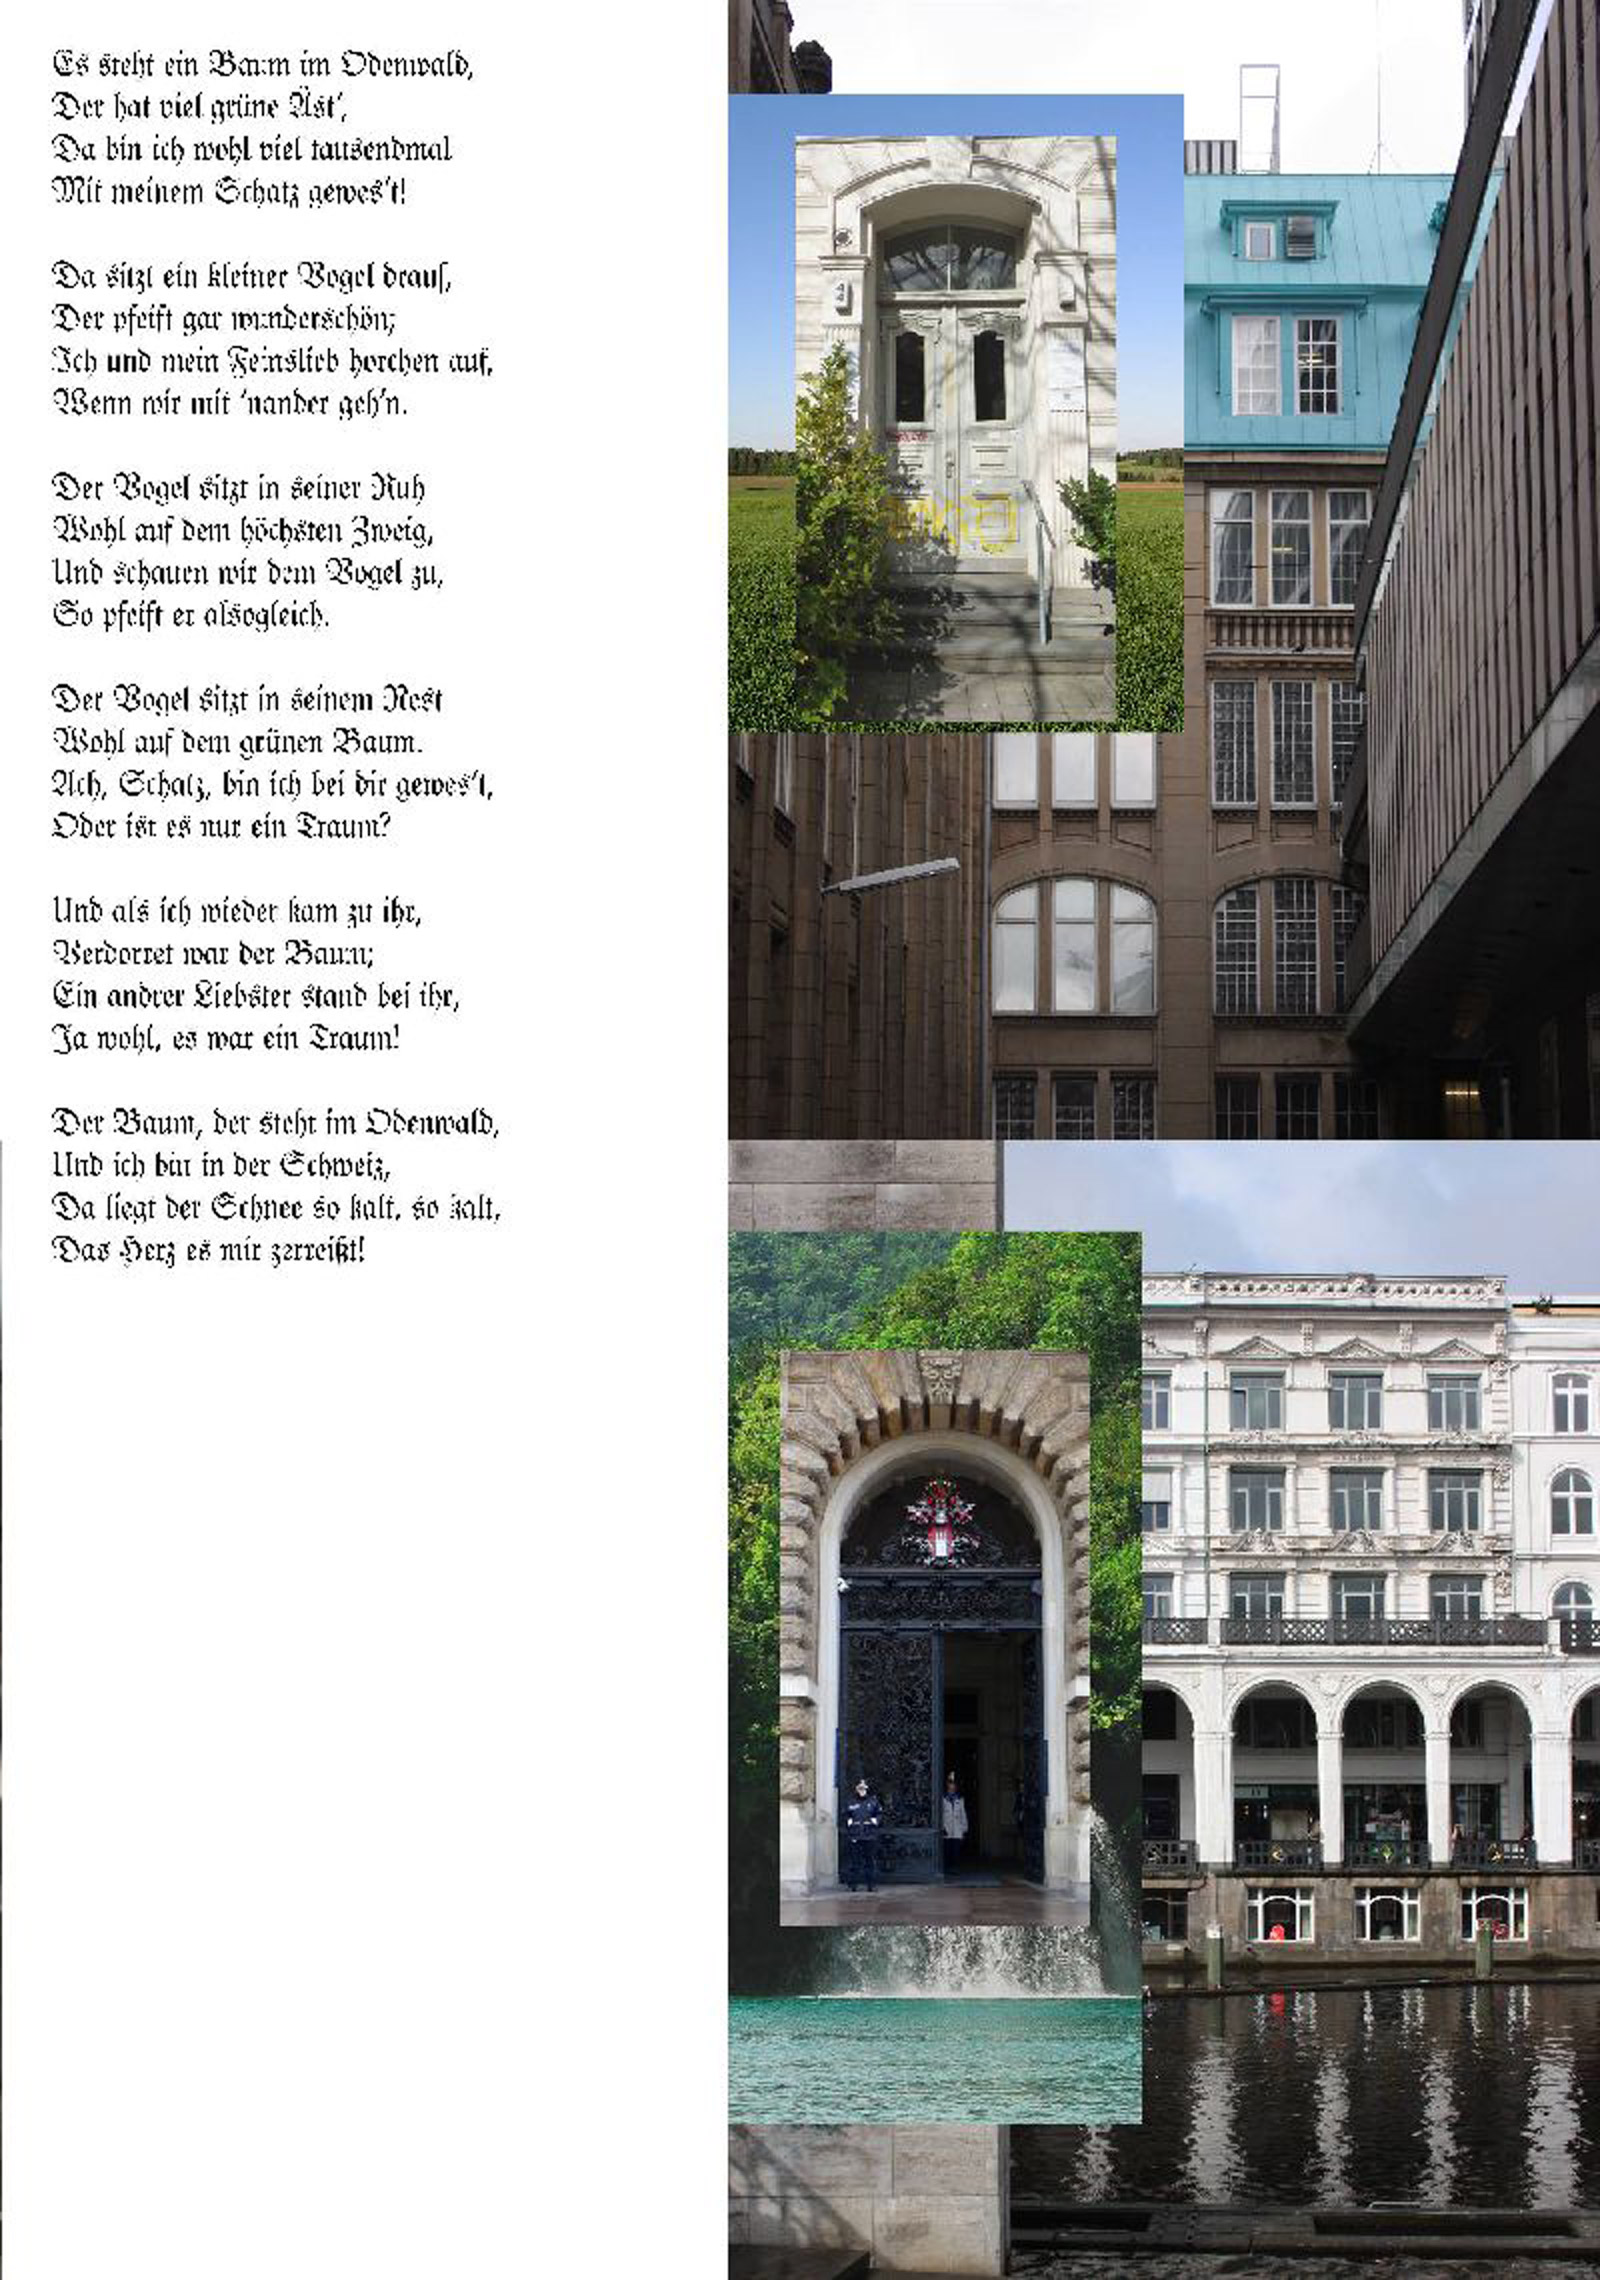 Es steht ein Baum im Odenwald,
Der hat viel grüne Äst',
Da bin ich wohl viel tausendmal
Mit meinem Schatz gewes't!

Da sitzt ein kleiner Vogel drauf,
Der pfeift gar wunderschön;
Ich und mein Feinslieb horchen auf,
Wenn wir mit 'nander geh'n.

Der Vogel sitzt in seiner Ruh
Wohl auf dem höchsten Zweig,
Und schauen wir dem Vogel zu,
So pfeift er alsogleich.

Der Vogel sitzt in seinem Nest
Wohl auf dem grünen Baum.
Ach, Schatz, bin ich bei dir gewes't,
Oder ist es nur ein Traum?

Und als ich wieder kam zu ihr,
Verdorret war der Baum;
Ein andrer Liebster stand bei ihr,
Ja wohl, es war ein Traum!

Der Baum, der steht im Odenwald,
Und ich bin in der Schweiz,
Da liegt der Schnee so kalt, so kalt,
Das Herz es mir zerreißt!
44